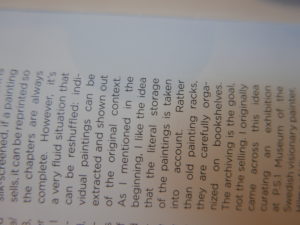 silk-screened, if a painting
sells, it can be reprinted so
the chapters are always
complete. However, it's
a very fluid situation that
can be reshuffled: indi-
vidual paintings can be
extracted and shown out
of the original context.
As I mentioned in the
beginning, I like the idea
that the literal storage
of the paintings is taken
into account. Rather
than old painting racks,
they are carefully orga-
nized on bookshelves.
The archiving is the goal,
not the selling. I originally
came across this idea
curating an exhibition
at P.S.1 Museum of the
Swedish visionary painter,